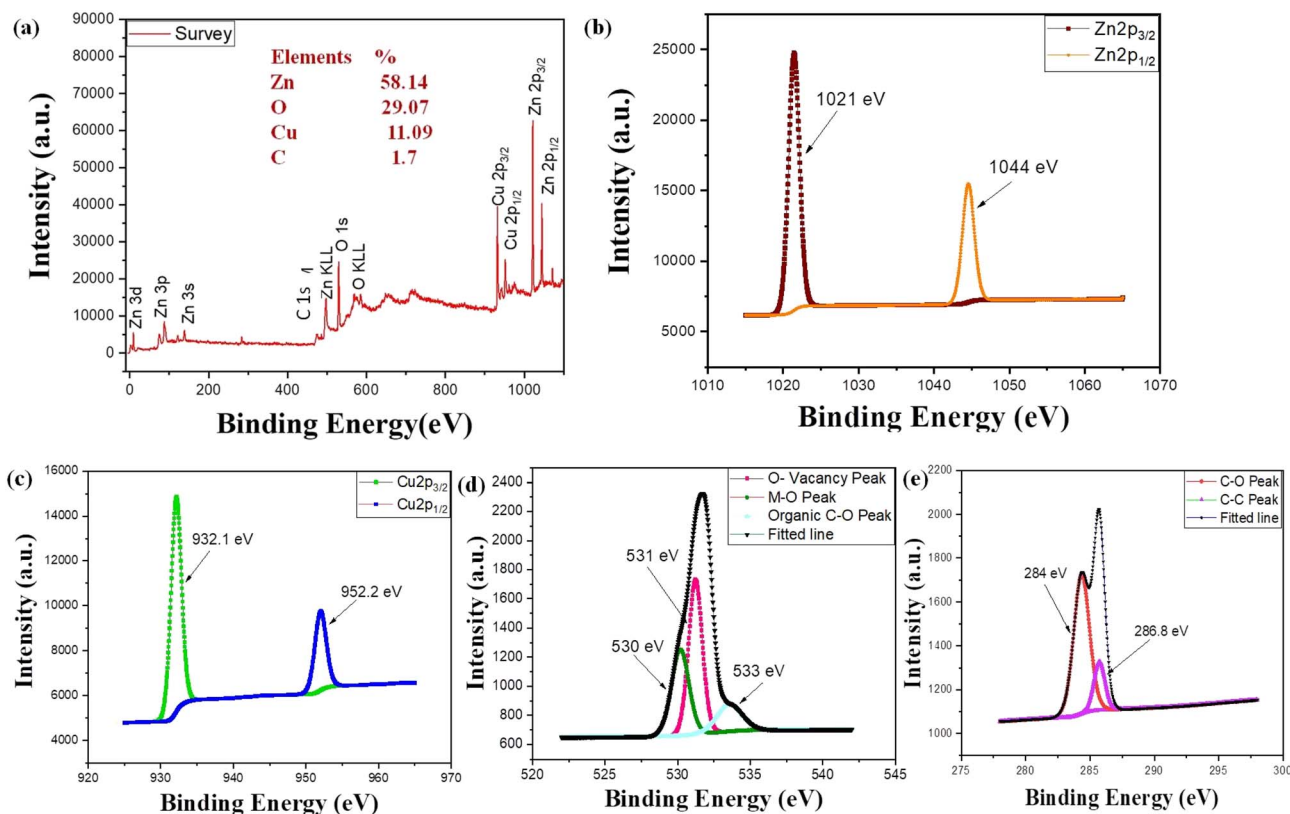 (a)
Survey
Elements %
Zn 58.14
O 29.07
Cu 11.09
C 1.7
Zn 3d
Zn 3p
Zn 3s
C 1s
Zn KLL
O 1s
O KLL
Cu 2p3/2
Cu 2p1/2
Zn 2p3/2
Zn 2p1/2
90000
80000
70000
60000
50000
40000
30000
20000
10000
0
0 200 400 600 800 1000
Intensity (a.u.)
Binding Energy(eV)
(b)
Zn2p3/2
Zn2p1/2
1021 eV
1044 eV
25000
20000
15000
10000
5000
1010 1020 1030 1040 1050 1060 1070
Intensity (a.u.)
Binding Energy (eV)
(c)
Cu2p3/2
Cu2p1/2
932.1 eV
952.2 eV
16000
14000
12000
10000
8000
6000
4000
920 930 940 950 960 970
Intensity (a.u.)
Binding Energy (eV)
(d)
O- Vacancy Peak
M-O Peak
Organic C-O Peak
Fitted line
531 eV
530 eV
533 eV
2400
2200
2000
1800
1600
1400
1200
1000
800
600
520 525 530 535 540 545
Intensity (a.u.)
Binding Energy (eV)
(e)
C-O Peak
C-C Peak
Fitted line
284 eV
286.8 eV
2200
2000
1800
1600
1400
1200
1000
275 280 285 290 295 300
Intensity (a.u.)
Binding Energy (eV)